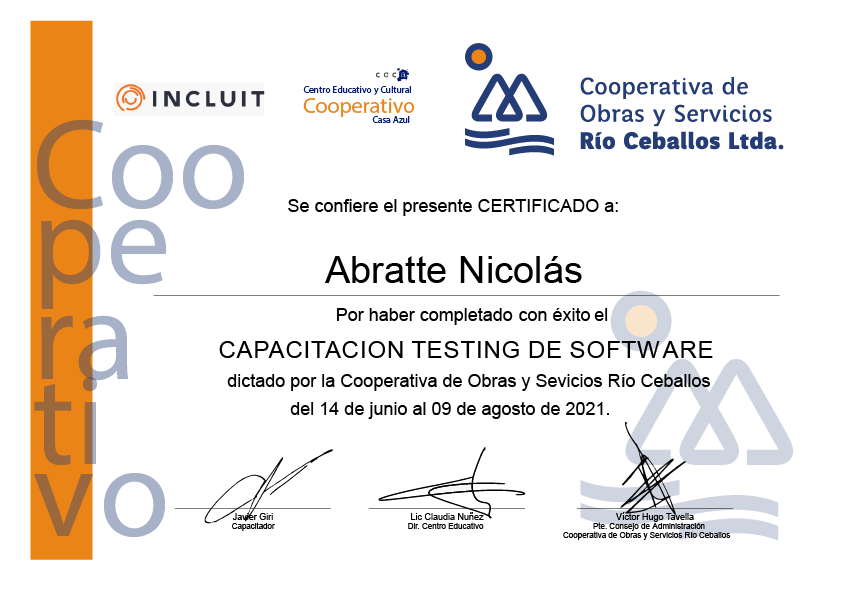 INCLUIT
coca
Centro Educativo y Cultural
Cooperativo
Casa Azul
Cooperativa de
Obras y Servicios
Río Ceballos Ltda.
Coo
pe
ra
ti
vo
Se confiere el presente CERTIFICADO a:
Abratte Nicolás
Por haber completado con éxito el
CAPACITACION TESTING DE SOFTWARE
dictado por la Cooperativa de Obras y Sevicios Río Ceballos
del 14 de junio al 09 de agosto de 2021.
Javier Giri
Capacitador
Lic Claudia Nuñez
Dir. Centro Educativo
Víctor Hugo Tavella
Pte. Consejo de Administración
Cooperativa de Obras y Servicios Río Ceballos